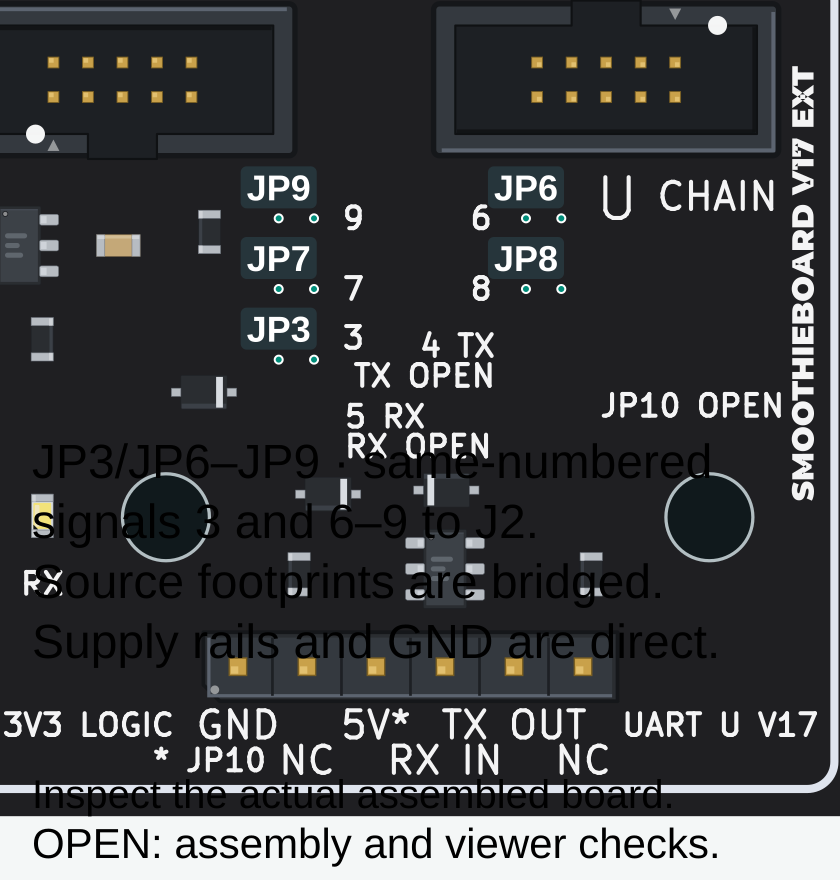 JP9
9
6
JP6
U CHAIN
JP7
7
8
JP8
JP3
3
4 TX
TX OPEN
5 RX
RX OPEN
JP10 OPEN
SMOOTHIEBOARD V17 EXT
JP3/JP6–JP9 · same-numbered
signals 3 and 6–9 to J2.
RX
Source footprints are bridged.
Supply rails and GND are direct.
3V3 LOGIC GND 5V* TX OUT UART U V17
* JP10 NC RX IN NC
Inspect the actual assembled board.
OPEN: assembly and viewer checks.